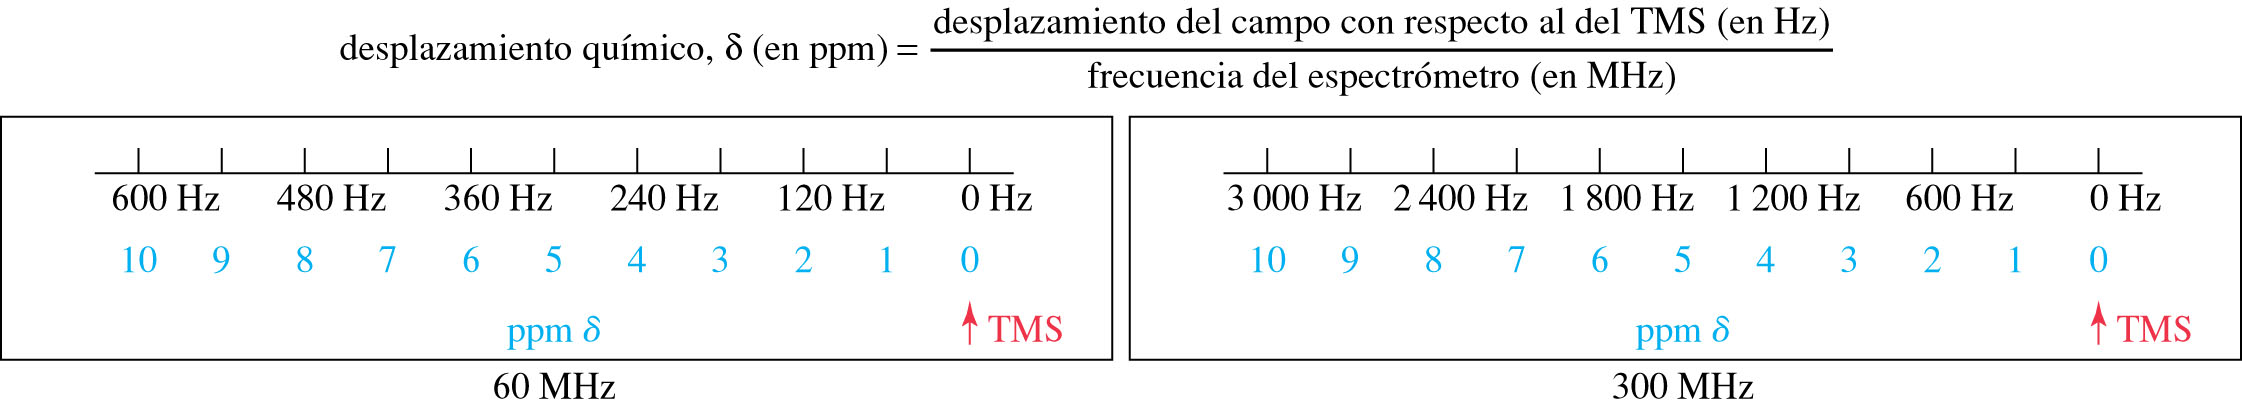 desplazamiento químico, δ (en ppm) = desplazamiento del campo con respecto al del TMS (en Hz)
frecuencia del espectrómetro (en MHz)
600 Hz 480 Hz 360 Hz 240 Hz 120 Hz 0 Hz
10 9 8 7 6 5 4 3 2 1 0
ppm δ TMS
60 MHz
3 000 Hz 2 400 Hz 1 800 Hz 1 200 Hz 600 Hz 0 Hz
10 9 8 7 6 5 4 3 2 1 0
ppm δ TMS
300 MHz